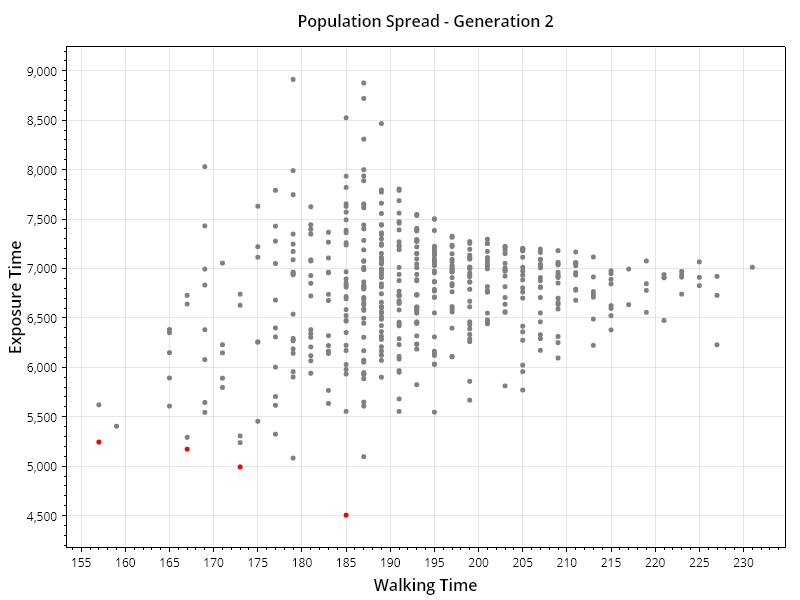 Population Spread - Generation 2
9,000
8,500
8,000
7,500
7,000
6,500
6,000
5,500
5,000
4,500
Exposure Time
155 160 165 170 175 180 185 190 195 200 205 210 215 220 225 230
Walking Time